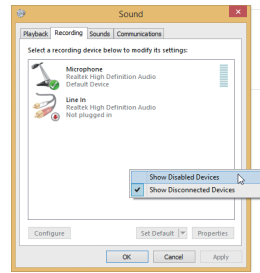 Sound
Playback Recording Sounds Communications
Select a recording device below to modify its settings:
Microphone
Realtek High Definition Audio
Default Device
Line In
Realtek High Definition Audio
Not plugged in
Show Disabled Devices
Show Disconnected Devices
Configure Set Default Properties
OK Cancel Apply